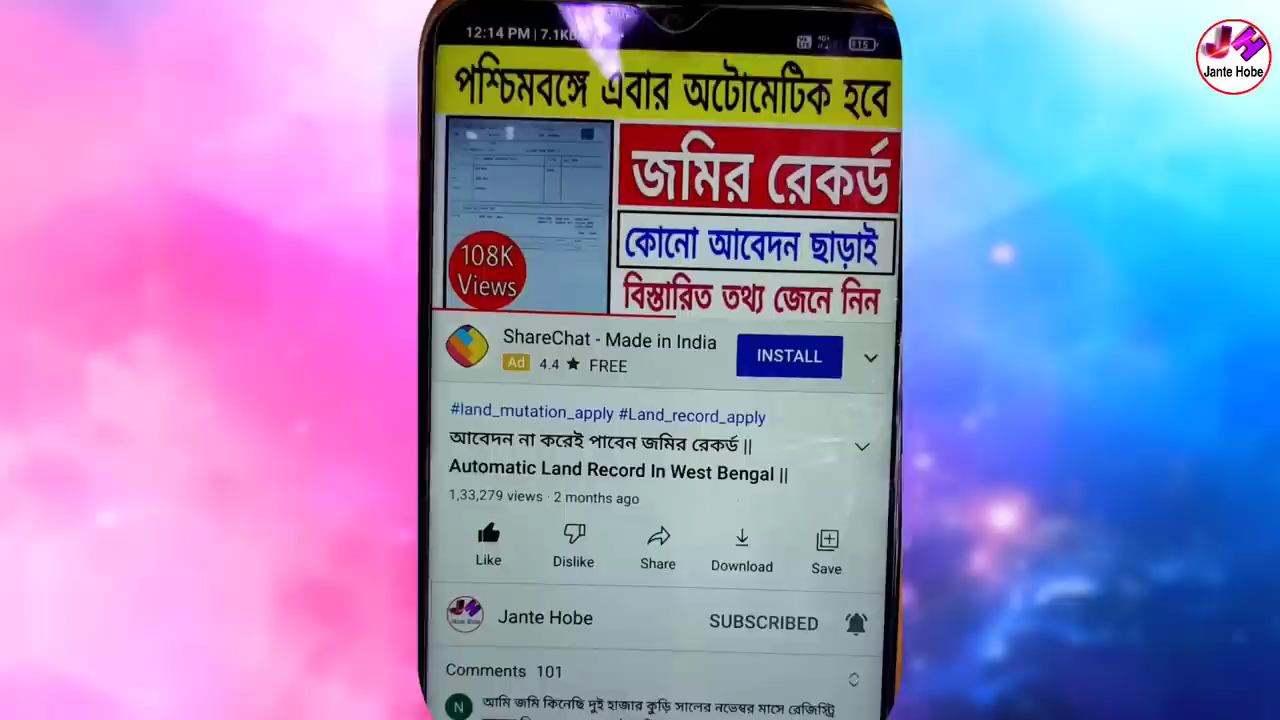 12:14 PM | 7.1K
15
JH
Jante Hobe
পশ্চিমবঙ্গে এবার অটোমেটিক হবে
জমির রেকর্ড
কোনো আবেদন ছাড়াই
108K
Views
বিস্তারিত তথ্য জেনে নিন
ShareChat - Made in India
Ad 4.4 ★ FREE
INSTALL
#land_mutation_apply #Land_record_apply
আবেদন না করেই পাবেন জমির রেকর্ড ||
Automatic Land Record In West Bengal ||
1,33,279 views · 2 months ago
Like Dislike Share Download Save
Jante Hobe SUBSCRIBED
Comments 101
N আমি জমি কিনেছি দুই হাজার কুড়ি সালের নভেম্বর মাসে রেজিস্ট্রি